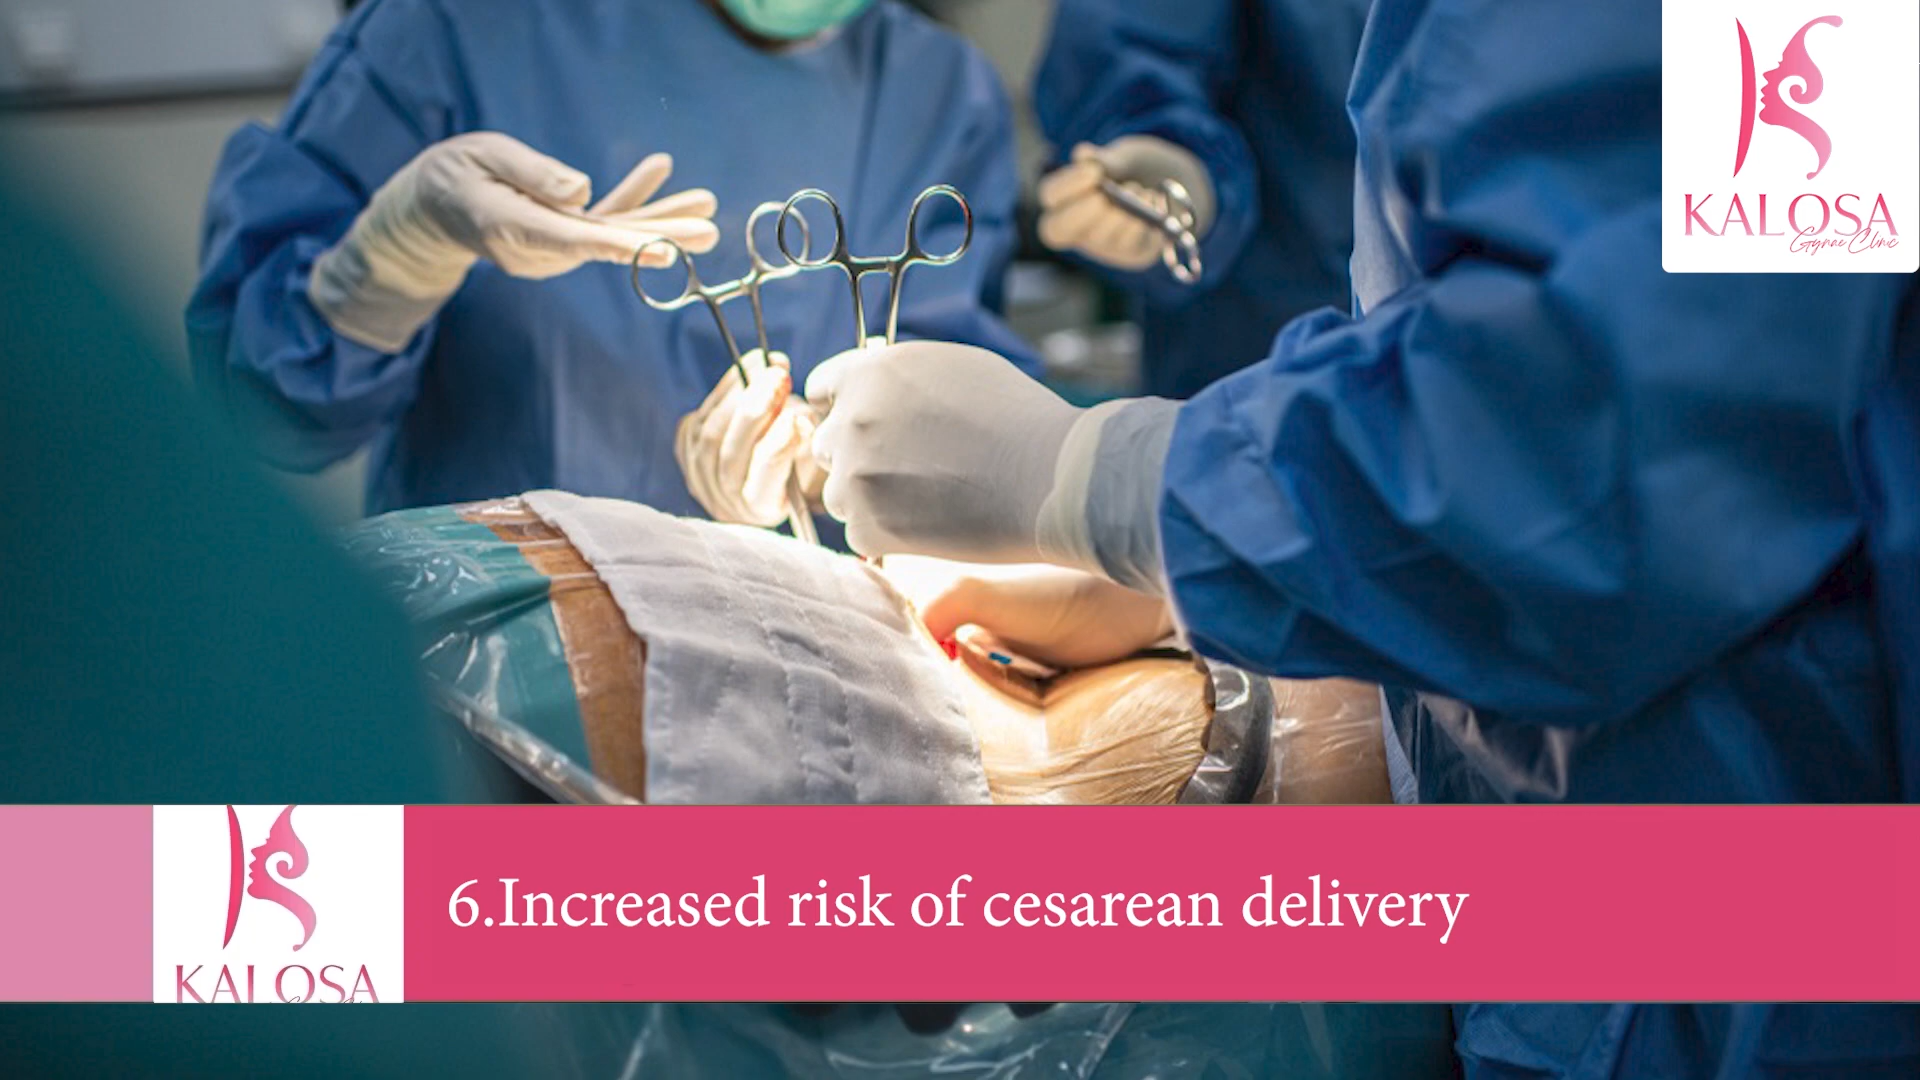 KALOSA
Gynae Clinic
6.Increased risk of cesarean delivery
KALOSA